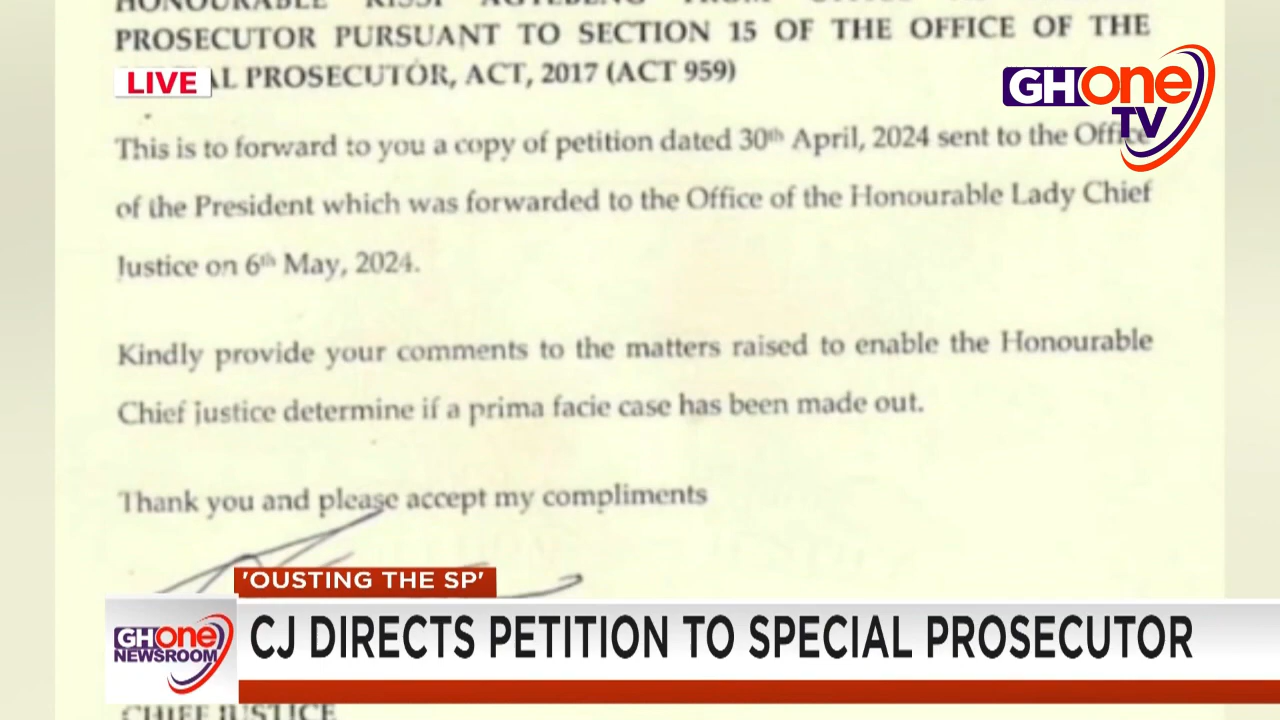 HONOURABLE KISSI AGYEBENG FROM
PROSECUTOR PURSUANT TO SECTION 15 OF THE OFFICE OF THE
LIVE AL PROSECUTOR, ACT, 2017 (ACT 959)
GHOne
TV
This is to forward to you a copy of petition dated 30th April, 2024 sent to the Office
of the President which was forwarded to the Office of the Honourable Lady Chief
Justice on 6th May, 2024.
Kindly provide your comments to the matters raised to enable the Honourable
Chief Justice determine if a prima facie case has been made out.
Thank you and please accept my compliments
'OUSTING THE SP'
GHOne
NEWSROOM
CJ DIRECTS PETITION TO SPECIAL PROSECUTOR
CHIEF JUSTICE